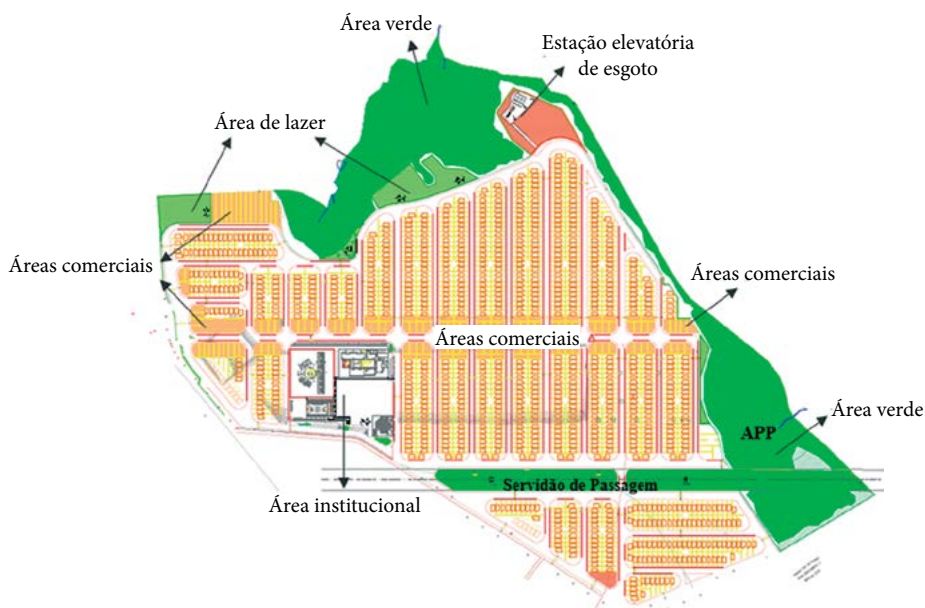 Área verde
Estação elevatória
de esgoto
Área de lazer
Áreas comerciais
Áreas comerciais
Áreas comerciais
Área verde
APP
Servidão de Passagem
Área institucional